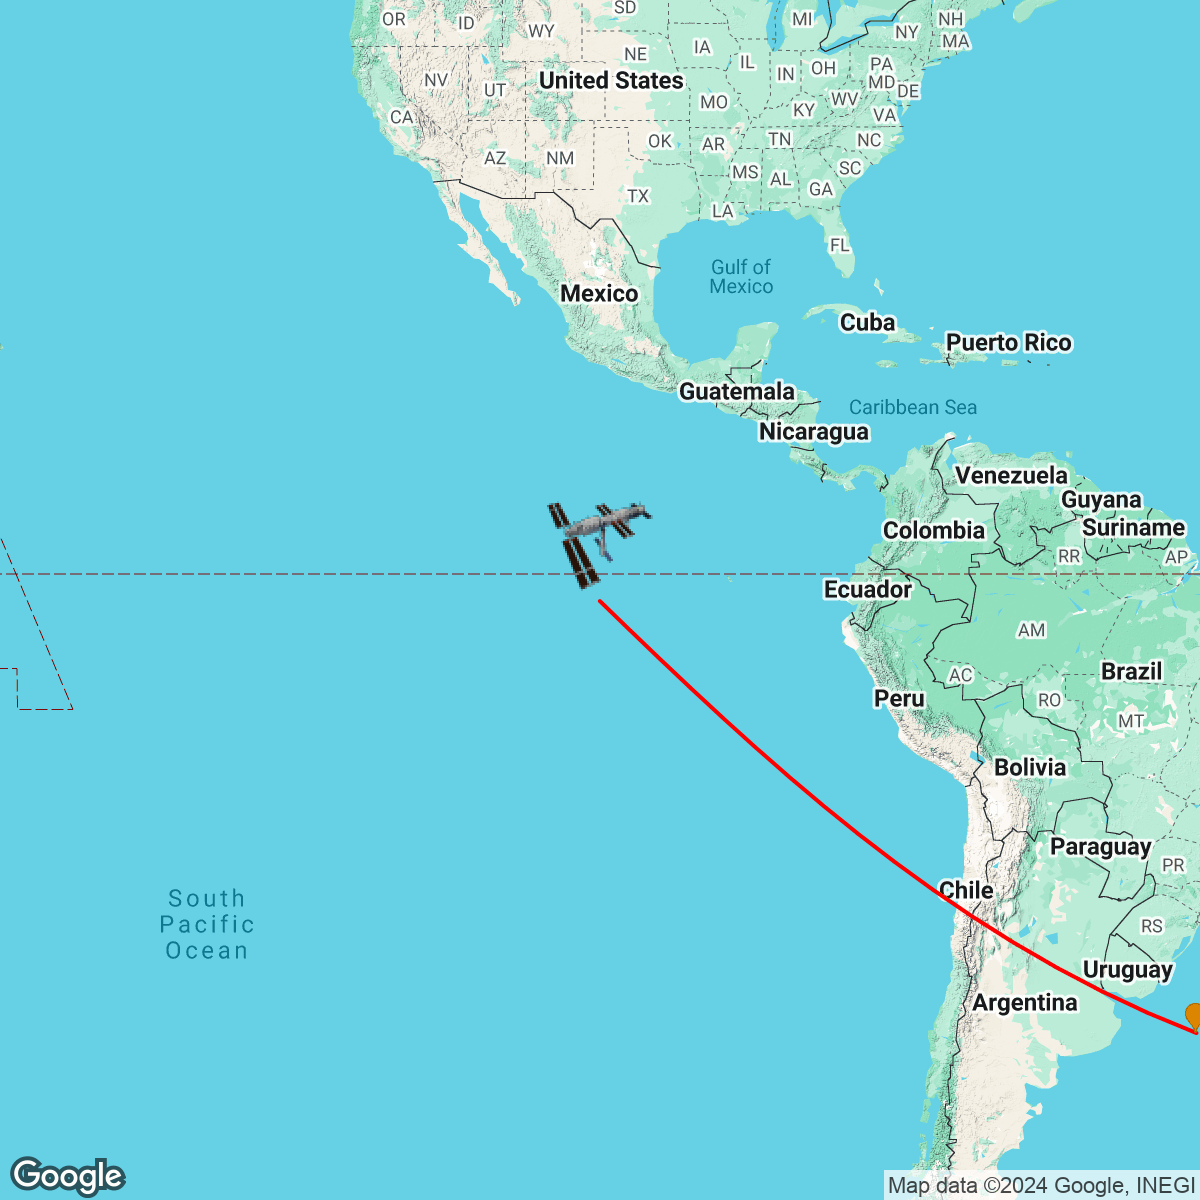 SD
OR
ID
WY
MI
NH
NY
MA
IA
NE
IL
IN
OH
PA
MD
DE
NV
UT
United States
MO
KY
WV
VA
CA
AZ
NM
OK
AR
TN
NC
MS
AL
SC
GA
TX
LA
FL
Gulf of
Mexico
Mexico
Cuba
Puerto Rico
Guatemala
Caribbean Sea
Nicaragua
Venezuela
Guyana
Colombia
Suriname
RR
AP
Ecuador
AM
AC
Brazil
Peru
RO
MT
Bolivia
Paraguay
PR
Chile
South
Pacific
Ocean
RS
Uruguay
Argentina
Google
Map data ©2024 Google, INEGI